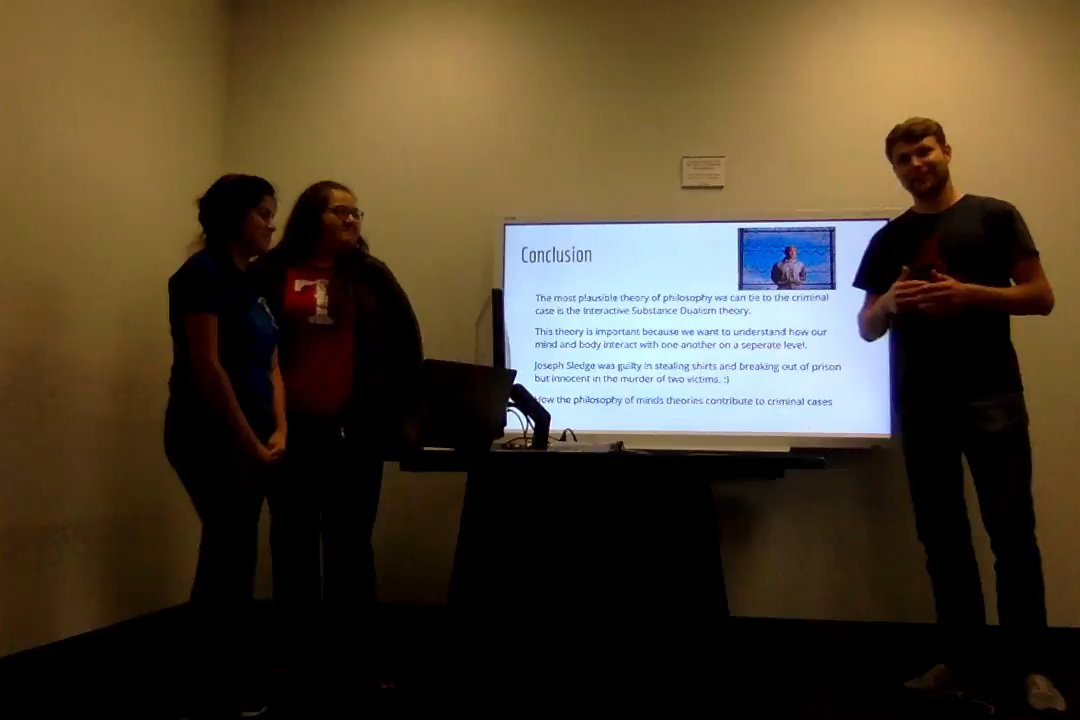 Conclusion
The most plausible theory of philosophy we can tie to the criminal
case is the Interactive Substance Dualism theory.
This theory is important because we want to understand how our
mind and body interact with one another on a seperate level.
Joseph Sledge was guilty in stealing shirts and breaking out of prison
but innocent in the murder of two victims. :)
How the philosophy of minds theories contribute to criminal cases
T